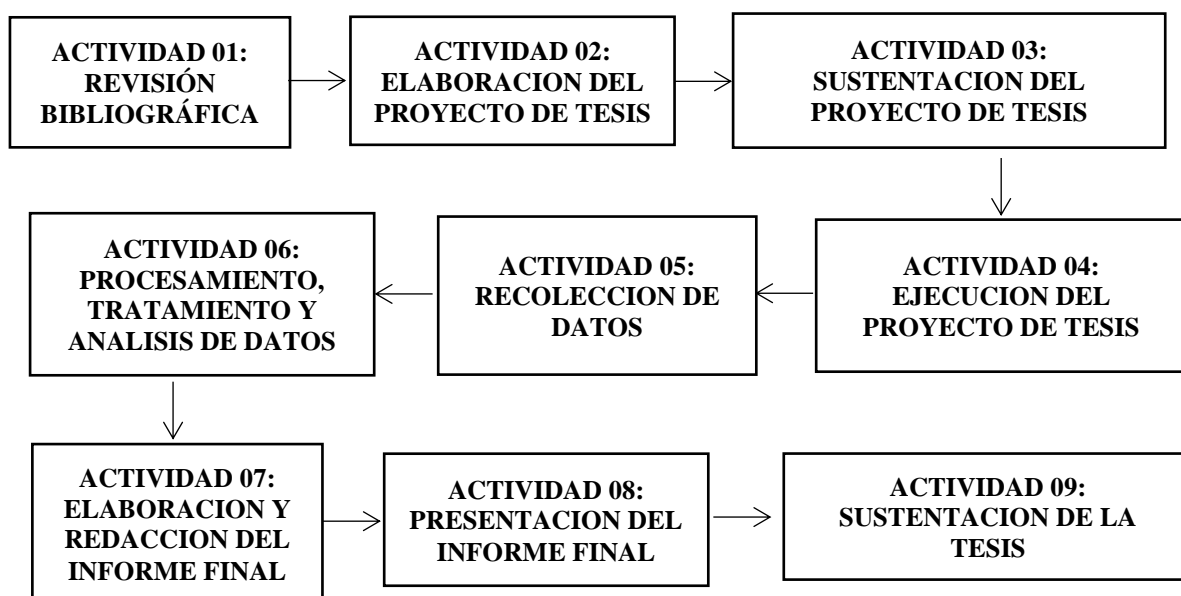 ACTIVIDAD 01:
REVISIÓN
BIBLIOGRÁFICA
ACTIVIDAD 02:
ELABORACION DEL
PROYECTO DE TESIS
ACTIVIDAD 03:
SUSTENTACION DEL
PROYECTO DE TESIS
ACTIVIDAD 04:
EJECUCION DEL
PROYECTO DE TESIS
ACTIVIDAD 05:
RECOLECCION DE
DATOS
ACTIVIDAD 06:
PROCESAMIENTO,
TRATAMIENTO Y
ANALISIS DE DATOS
ACTIVIDAD 07:
ELABORACION Y
REDACCION DEL
INFORME FINAL
ACTIVIDAD 08:
PRESENTACION DEL
INFORME FINAL
ACTIVIDAD 09:
SUSTENTACION DE LA
TESIS